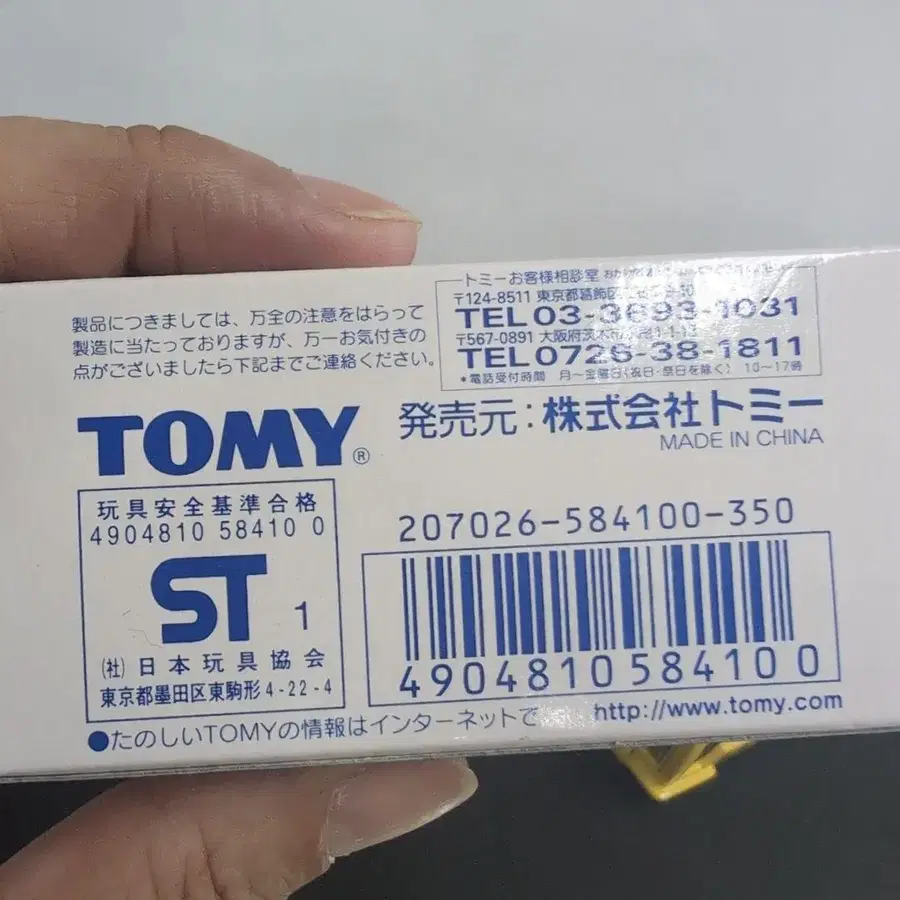 製品につきましては、万全の注意をはらって
製造に当たっておりますが、万一お気付きの
点がございましたら下記までご連絡ください。
トミーお客様相談室
〒124-8511 東京都葛飾区
TEL 03-3693-1031
〒567-0891 大阪府茨木市 1-1-13
TEL 0726-38-1811
*電話受付時間 月〜金曜日(祝日・祭日を除く) 10〜17時
TOMY®
発売元:株式会社トミー
MADE IN CHINA
玩具安全基準合格
4904810 58410 0
ST 1
(社)日本玩具協会
東京都墨田区東駒形4-22-4
207026-584100-350
4904810584100
●たのしいTOMYの情報はインターネットで http://www.tomy.com